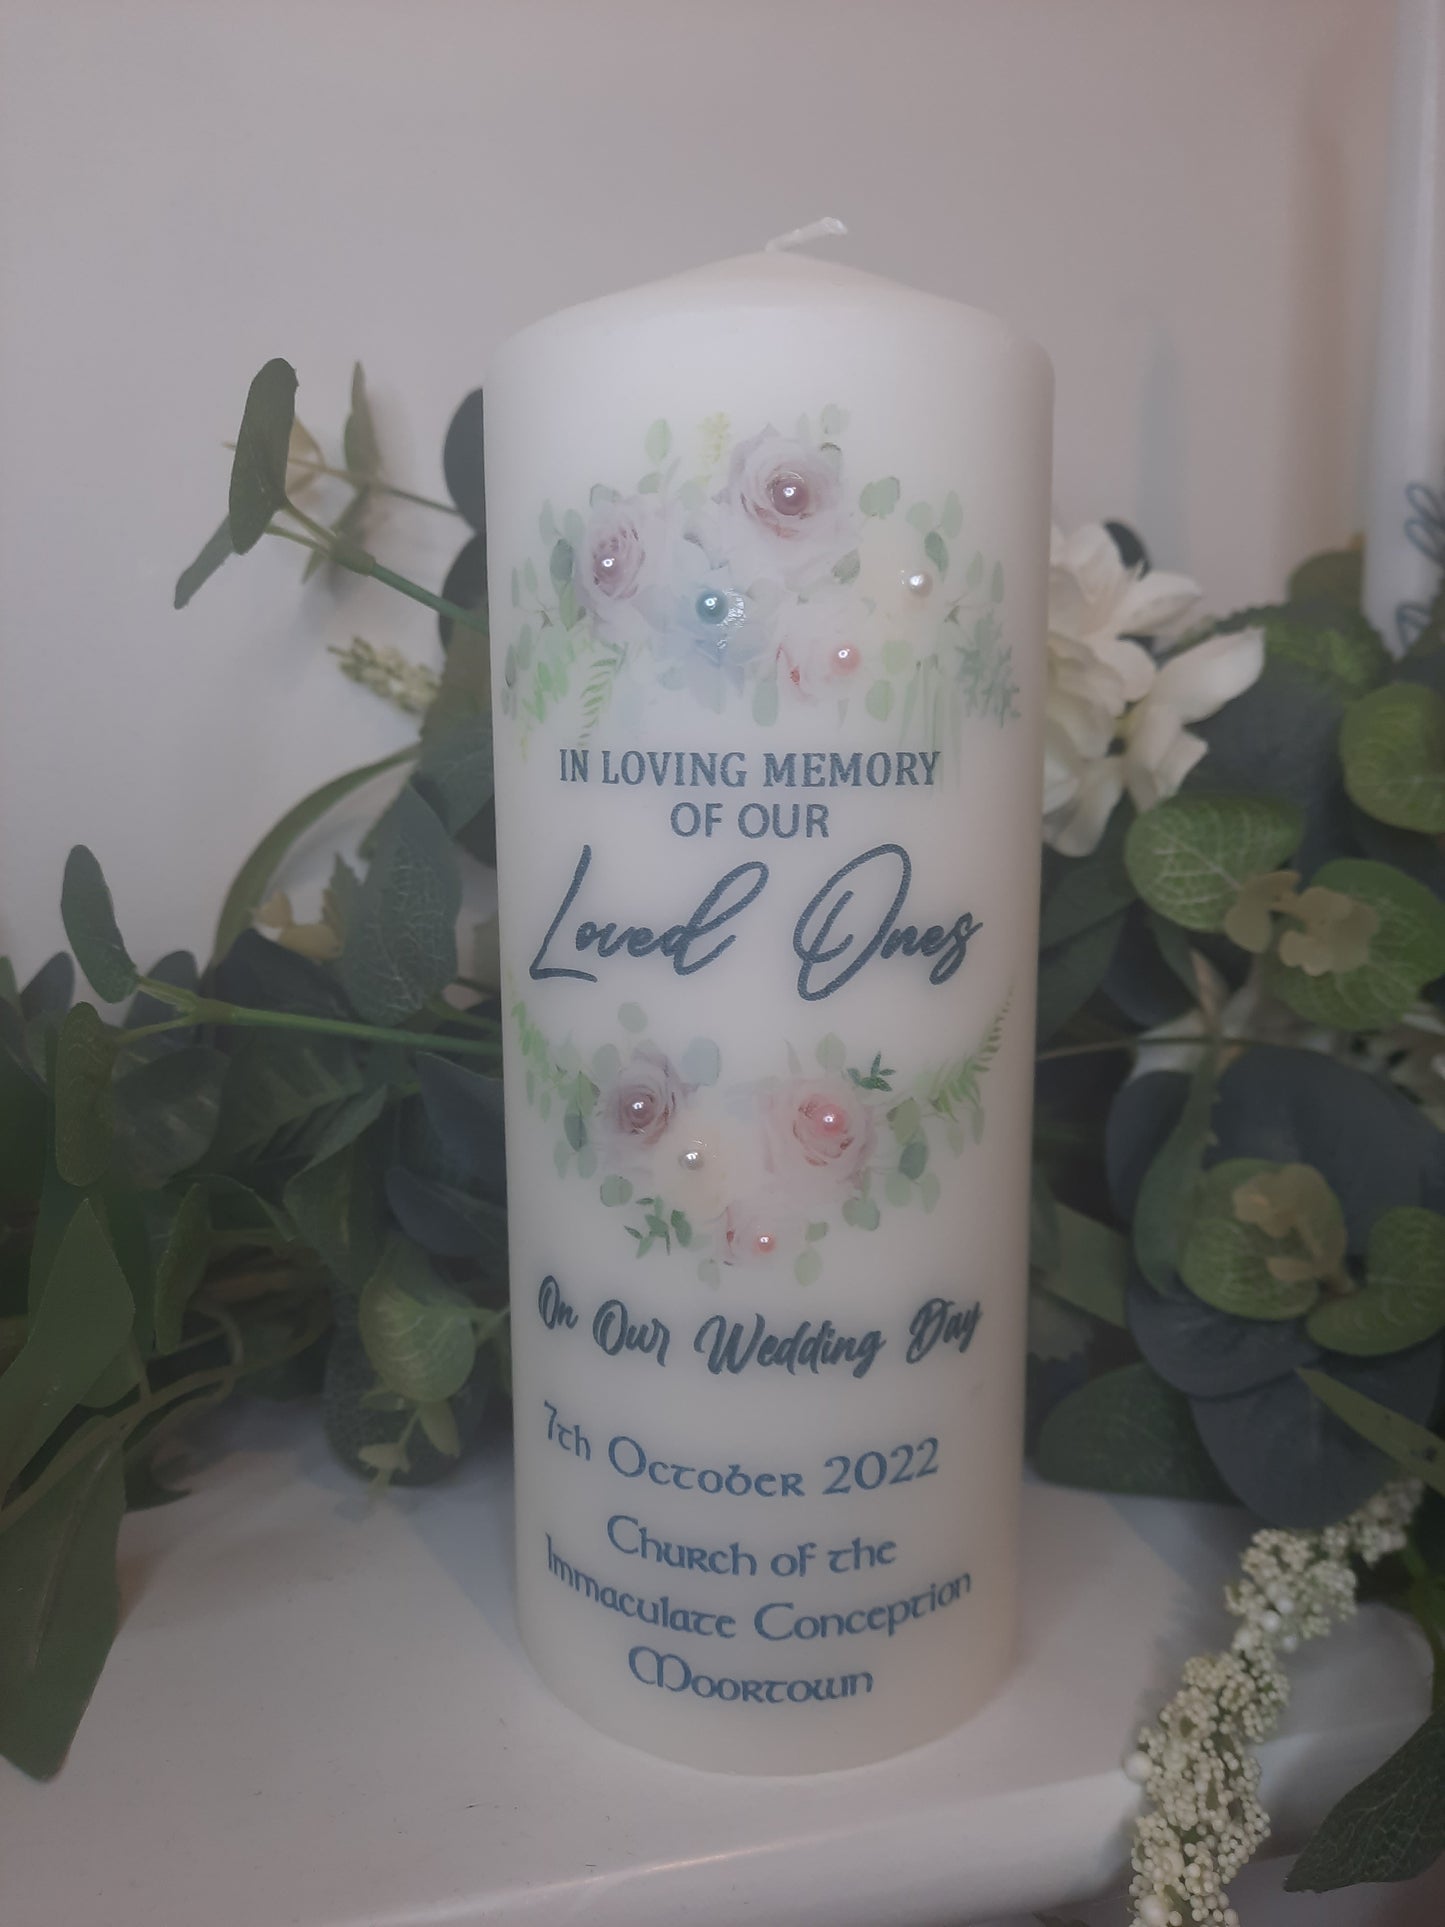 IN LOVING MEMORY
OF OUR
Loved Ones
On Our Wedding Day
7th October 2022
Church of the
Immaculate Conception
Moortown